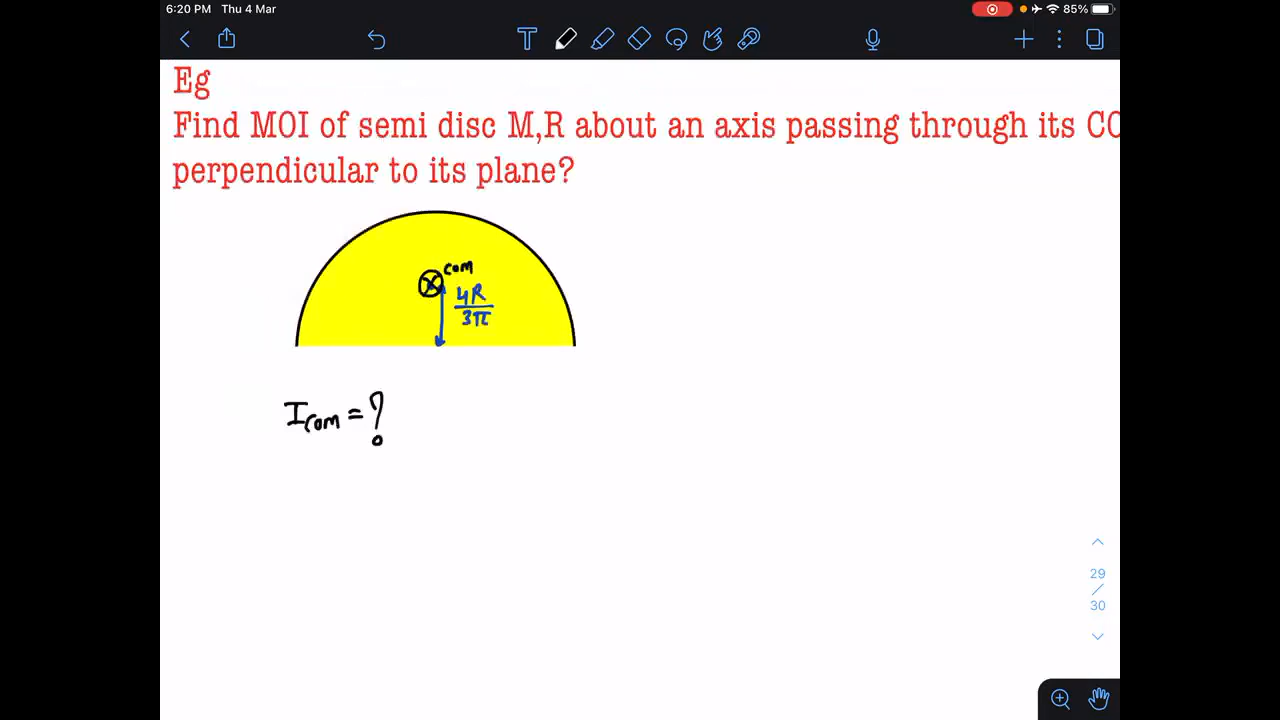 6:20 PM Thu 4 Mar
85%
T
Eg
Find MOI of semi disc M,R about an axis passing through its CO
perpendicular to its plane?
com
4R
3π
Icom = ?
29
30